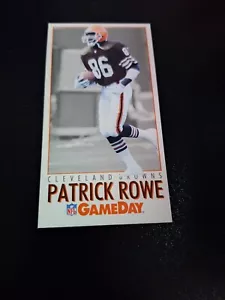 86
CLEVELAND BROWNS
PATRICK ROWE
NFL GAMEDAY